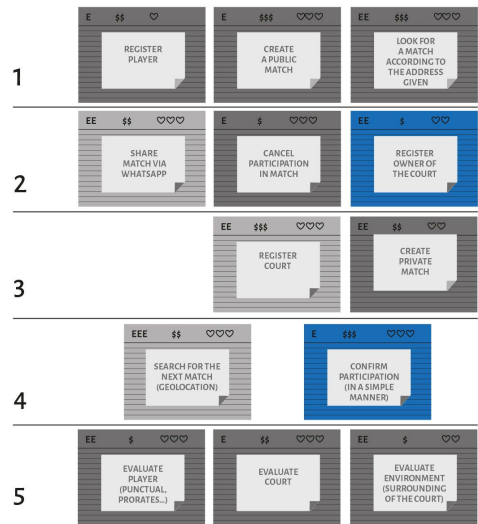 E $$ ♡
REGISTER
PLAYER
E $$$ ♡♡♡
CREATE
A PUBLIC
MATCH
EE $$$ ♡♡♡
LOOK FOR
A MATCH
ACCORDING TO
THE ADDRESS
GIVEN
1
EE $$ ♡♡♡
SHARE
MATCH VIA
WHATSAPP
E $ ♡♡♡
CANCEL
PARTICIPATION
IN MATCH
EE $ ♡♡
REGISTER
OWNER OF
THE COURT
2
EE $$$ ♡♡♡
REGISTER
COURT
EE $$ ♡♡
CREATE
PRIVATE
MATCH
3
EEE $$ ♡♡♡
SEARCH FOR THE
NEXT MATCH
(GEOLOCATION)
E $$$ ♡♡♡
CONFIRM
PARTICIPATION
(IN A SIMPLE
MANNER)
4
EE $ ♡♡♡
EVALUATE
PLAYER
(PUNCTUAL,
PRORATES...)
E $$ ♡♡♡
EVALUATE
COURT
EE $ ♡♡
EVALUATE
ENVIRONMENT
(SURROUNDING
OF THE COURT)
5